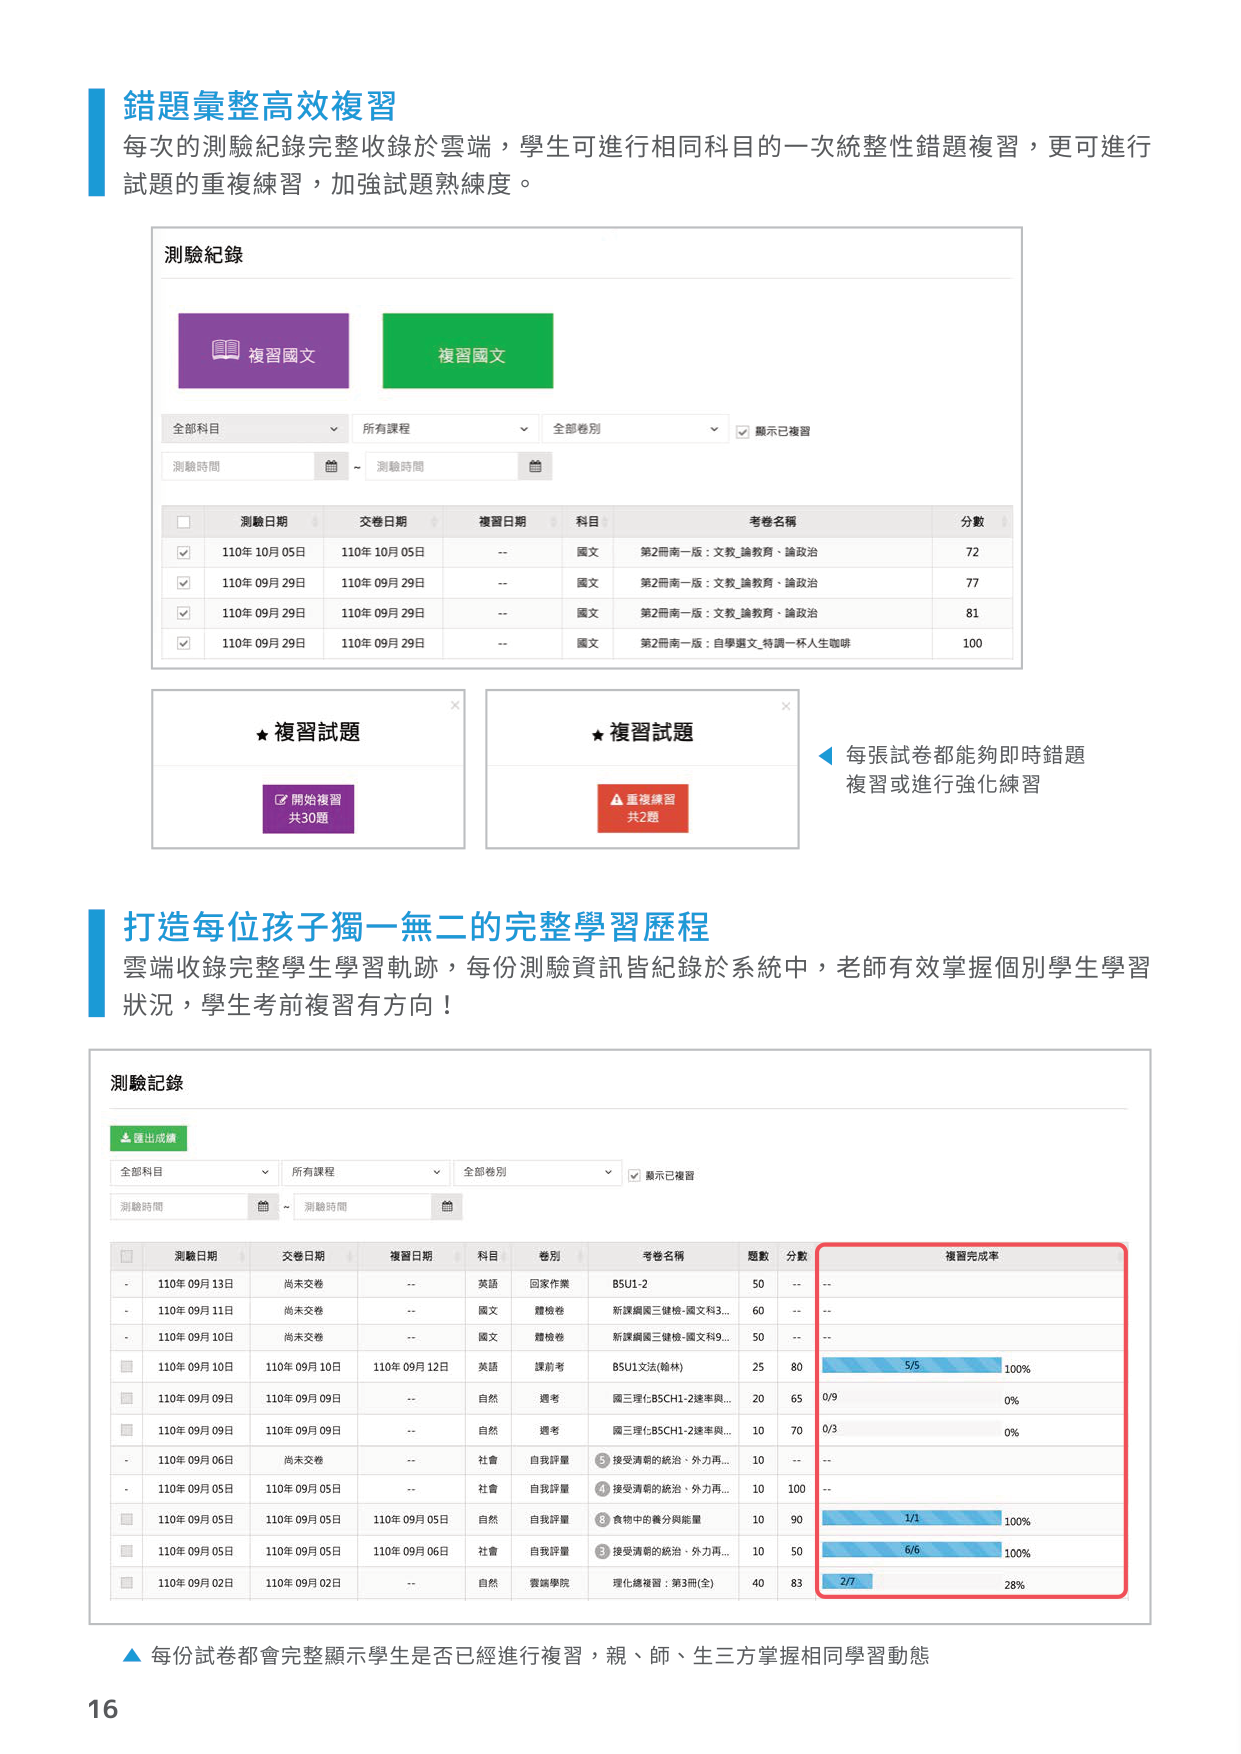 錯題彙整高效複習
每次的測驗紀錄完整收錄於雲端，學生可進行相同科目的一次統整性錯題複習，更可進行
試題的重複練習，加強試題熟練度。
測驗紀錄
複習國文 複習國文
全部科目 所有課程 全部卷別 顯示已複習
測驗時間 ~ 測驗時間
測驗日期 交卷日期 複習日期 科目 考卷名稱 分數
110年10月05日 110年10月05日 -- 國文 第2冊南一版：文教_論教育、論政治 72
110年09月29日 110年09月29日 -- 國文 第2冊南一版：文教_論教育、論政治 77
110年09月29日 110年09月29日 -- 國文 第2冊南一版：文教_論教育、論政治 81
110年09月29日 110年09月29日 -- 國文 第2冊南一版：自學選文_特調一杯人生咖啡 100
★ 複習試題
開始複習
共30題
×
★ 複習試題
重複練習
共2題
×
◀ 每張試卷都能夠即時錯題
複習或進行強化練習
打造每位孩子獨一無二的完整學習歷程
雲端收錄完整學生學習軌跡，每份測驗資訊皆紀錄於系統中，老師有效掌握個別學生學習
狀況，學生考前複習有方向！
測驗記錄
匯出成績
全部科目 所有課程 全部卷別 顯示已複習
測驗時間 ~ 測驗時間
測驗日期 交卷日期 複習日期 科目 卷別 考卷名稱 題數 分數 複習完成率
- 110年09月13日 尚未交卷 -- 英語 回家作業 B5U1-2 50 -- --
- 110年09月11日 尚未交卷 -- 國文 體檢卷 新課綱國三健檢-國文科3... 60 -- --
- 110年09月10日 尚未交卷 -- 國文 體檢卷 新課綱國三健檢-國文科9... 50 -- --
110年09月10日 110年09月10日 110年09月12日 英語 課前考 B5U1文法(翰林) 25 80 5/5 100%
110年09月09日 110年09月09日 -- 自然 週考 國三理化B5CH1-2速率與... 20 65 0/9 0%
110年09月09日 110年09月09日 -- 自然 週考 國三理化B5CH1-2速率與... 10 70 0/3 0%
- 110年09月06日 尚未交卷 -- 社會 自我評量 5 接受清朝的統治、外力再... 10 -- --
- 110年09月05日 110年09月05日 -- 社會 自我評量 4 接受清朝的統治、外力再... 10 100 --
110年09月05日 110年09月05日 110年09月05日 自然 自我評量 8 食物中的養分與能量 10 90 1/1 100%
110年09月05日 110年09月05日 110年09月06日 社會 自我評量 3 接受清朝的統治、外力再... 10 50 6/6 100%
110年09月02日 110年09月02日 -- 自然 雲端學院 理化總複習：第3冊(全) 40 83 2/7 28%
▲ 每份試卷都會完整顯示學生是否已經進行複習，親、師、生三方掌握相同學習動態
16